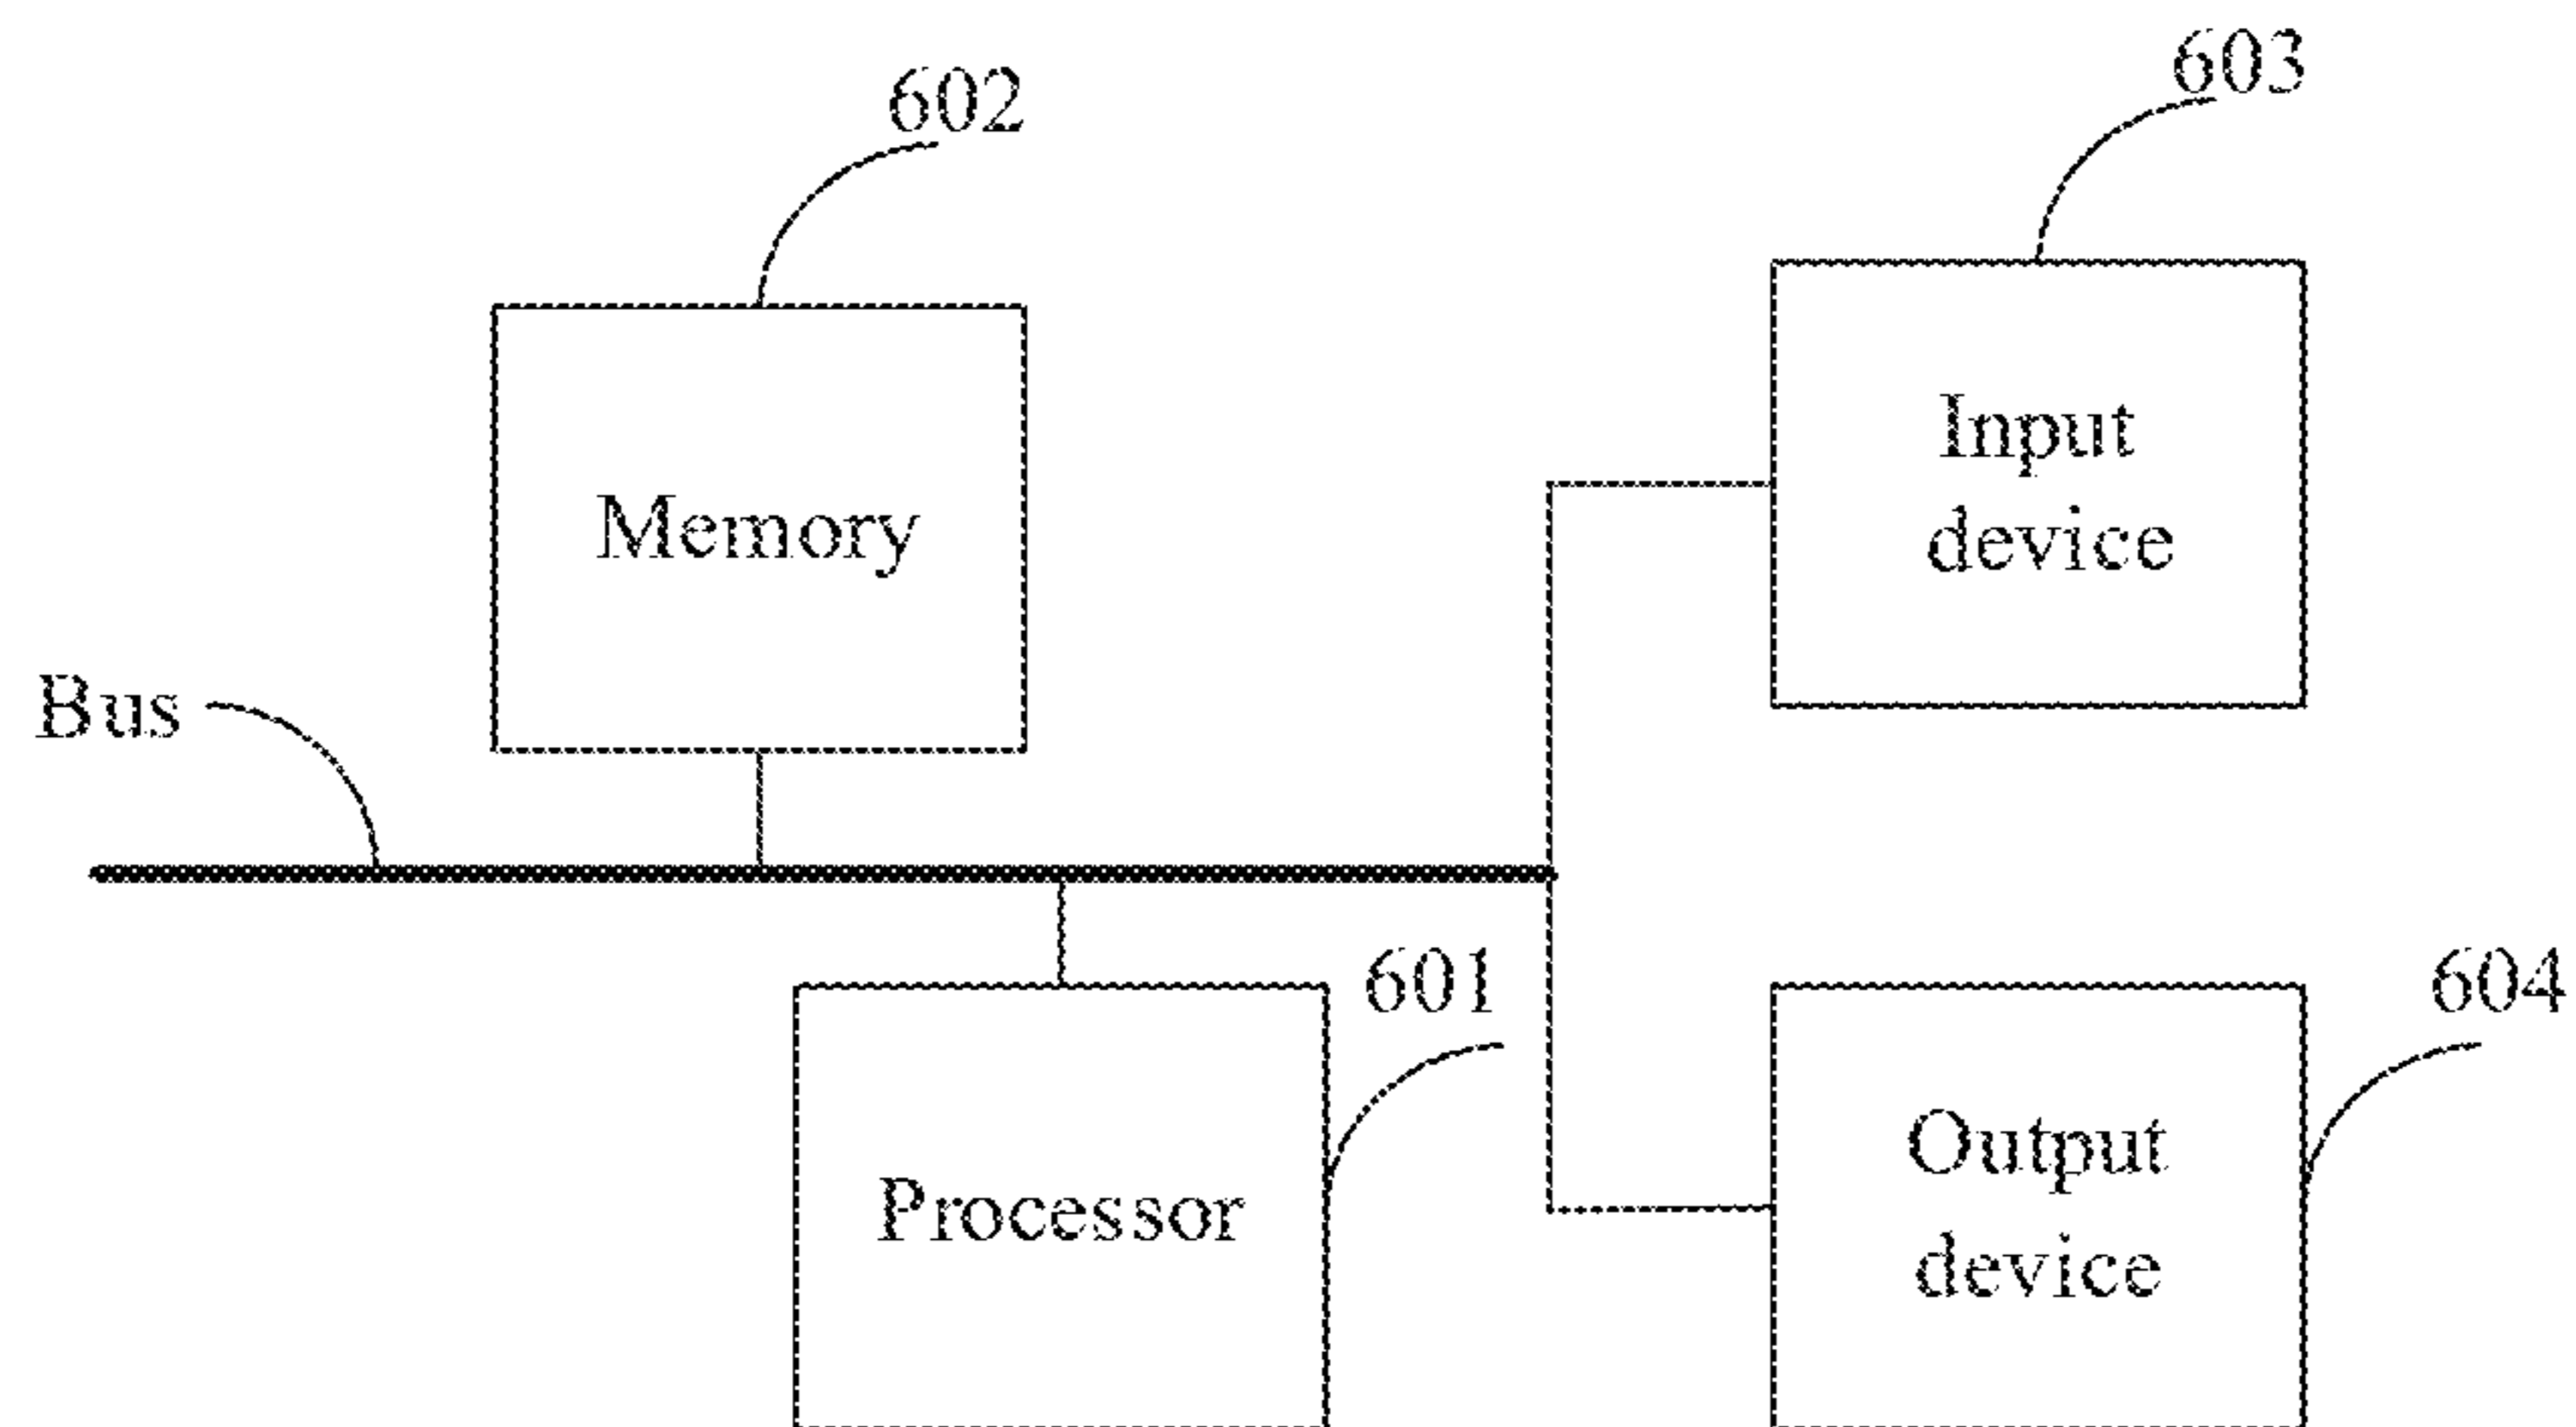 602
603
Memory
Input
device
Bus
601
604
Processor
Output
device